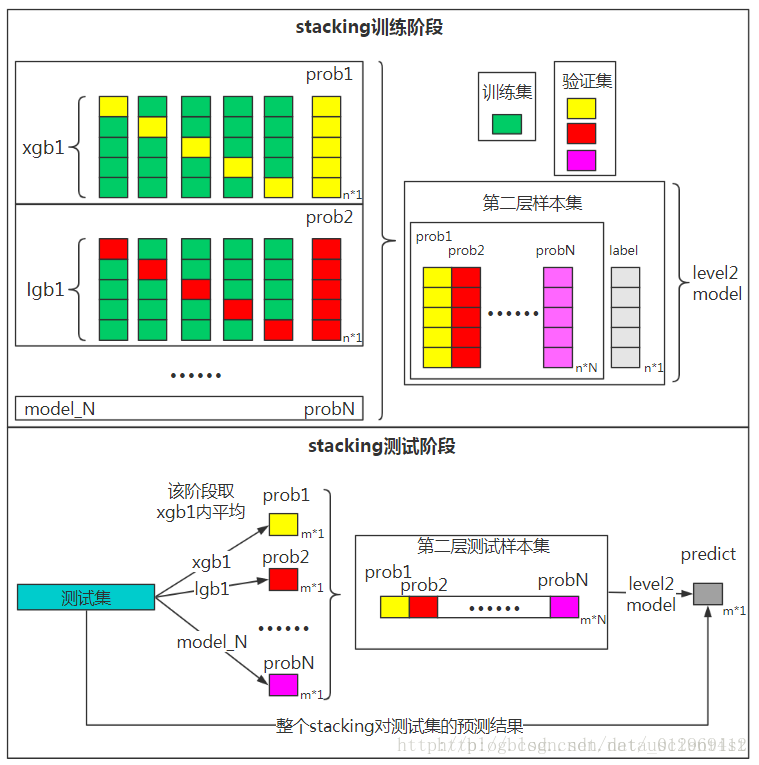 stacking训练阶段
prob1
xgb1
n*1
训练集
验证集
prob2
lgb1
n*1
......
model_N
probN
第二层样本集
prob1
prob2
probN
label
......
n*N
n*1
level2
model
stacking测试阶段
该阶段取
xgb1内平均
prob1
m*1
xgb1
prob2
m*1
lgb1
测试集
......
model_N
probN
m*1
第二层测试样本集
prob1
prob2
probN
......
m*N
level2
model
predict
m*1
整个stacking对测试集的预测结果